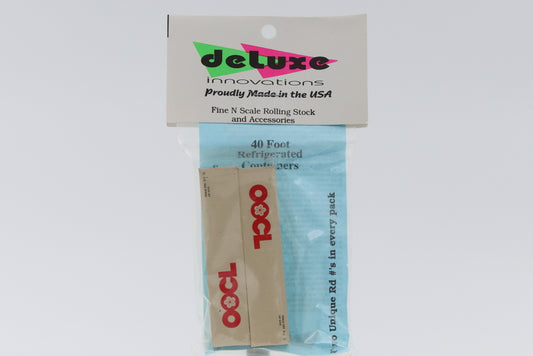 deLuxe
innovations
Proudly Made in the USA
Fine N Scale Rolling Stock
and Accessories
40 Foot
Refrigerated
Containers
OOCL
OOCL
Two Unique Rd #'s in every pack